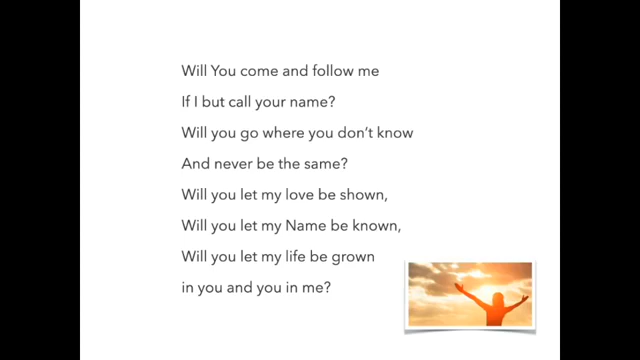 Will You come and follow me
If I but call your name?
Will you go where you don't know
And never be the same?
Will you let my love be shown,
Will you let my Name be known,
Will you let my life be grown
in you and you in me?